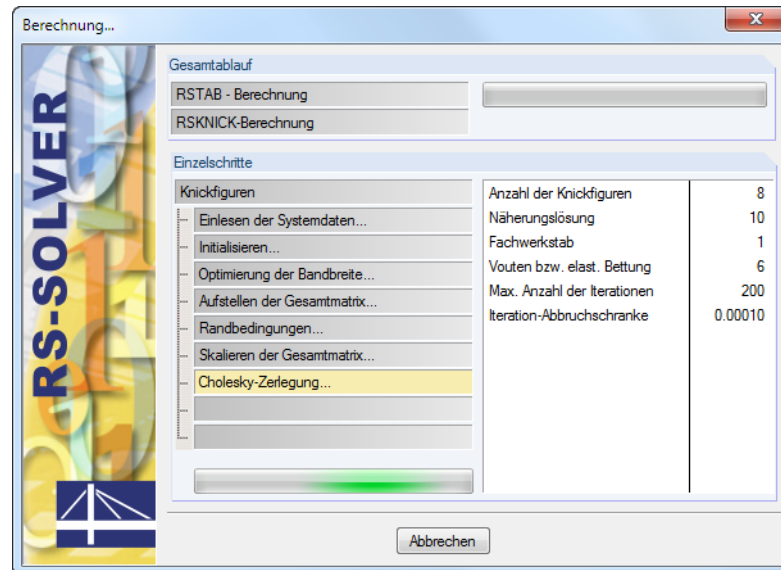 Berechnung...
RS-SOLVER
Gesamtablauf
RSTAB - Berechnung
RSKNICK-Berechnung
Einzelschritte
Knickfiguren
Einlesen der Systemdaten...
Initialisieren...
Optimierung der Bandbreite...
Aufstellen der Gesamtmatrix...
Randbedingungen...
Skalieren der Gesamtmatrix...
Cholesky-Zerlegung...
Anzahl der Knickfiguren 8
Näherungslösung 10
Fachwerkstab 1
Vouten bzw. elast. Bettung 6
Max. Anzahl der Iterationen 200
Iteration-Abbruchschranke 0.00010
Abbrechen